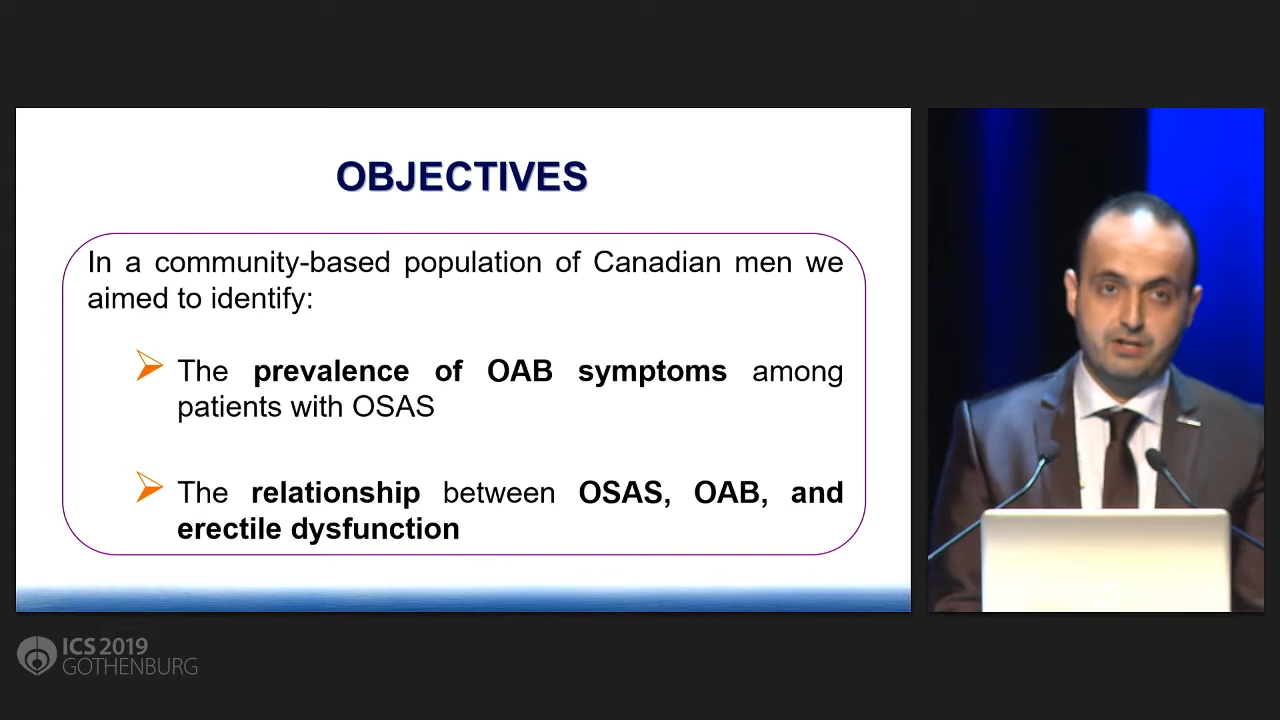 OBJECTIVES
In a community-based population of Canadian men we
aimed to identify:
The prevalence of OAB symptoms among
patients with OSAS
The relationship between OSAS, OAB, and
erectile dysfunction
ICS 2019
GOTHENBURG